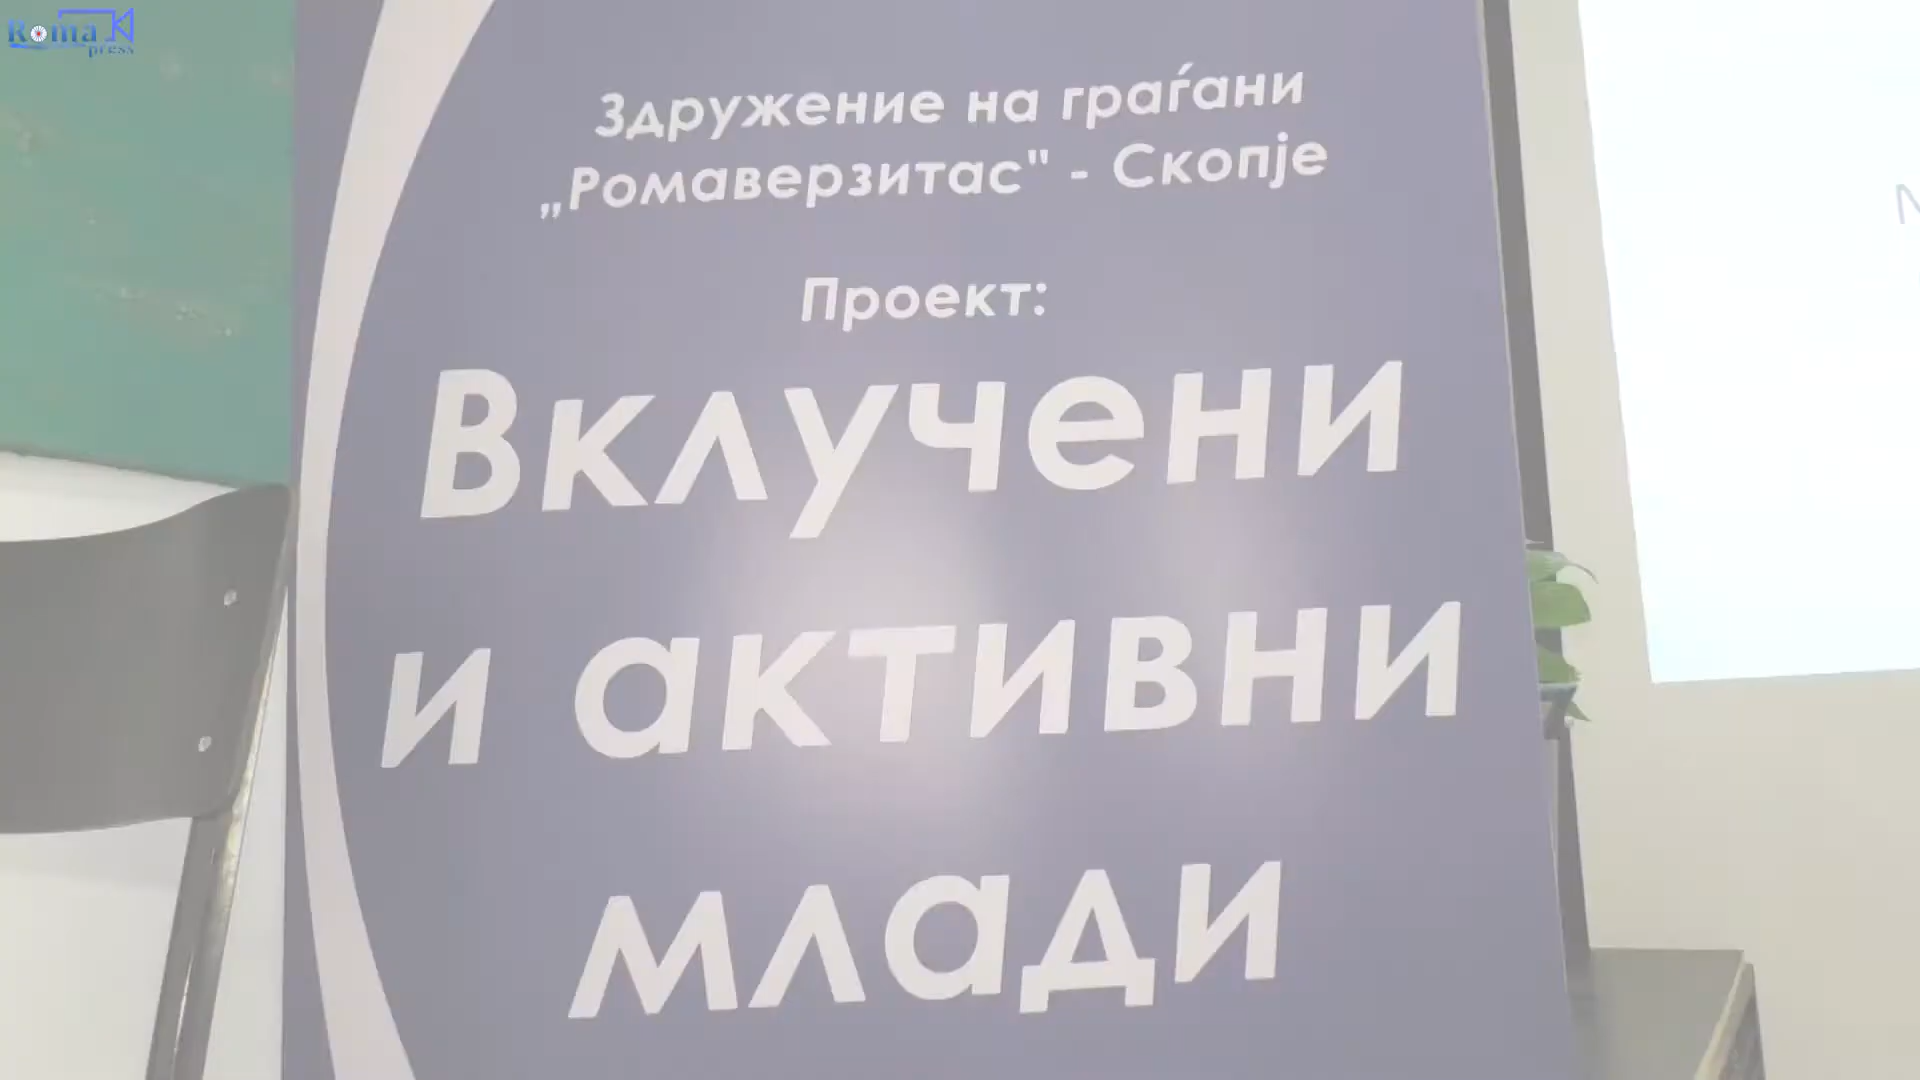 Roma
press
Здружение на граѓани
„Ромаверзитас" - Скопје
Проект:
Вклучени
и активни
млади